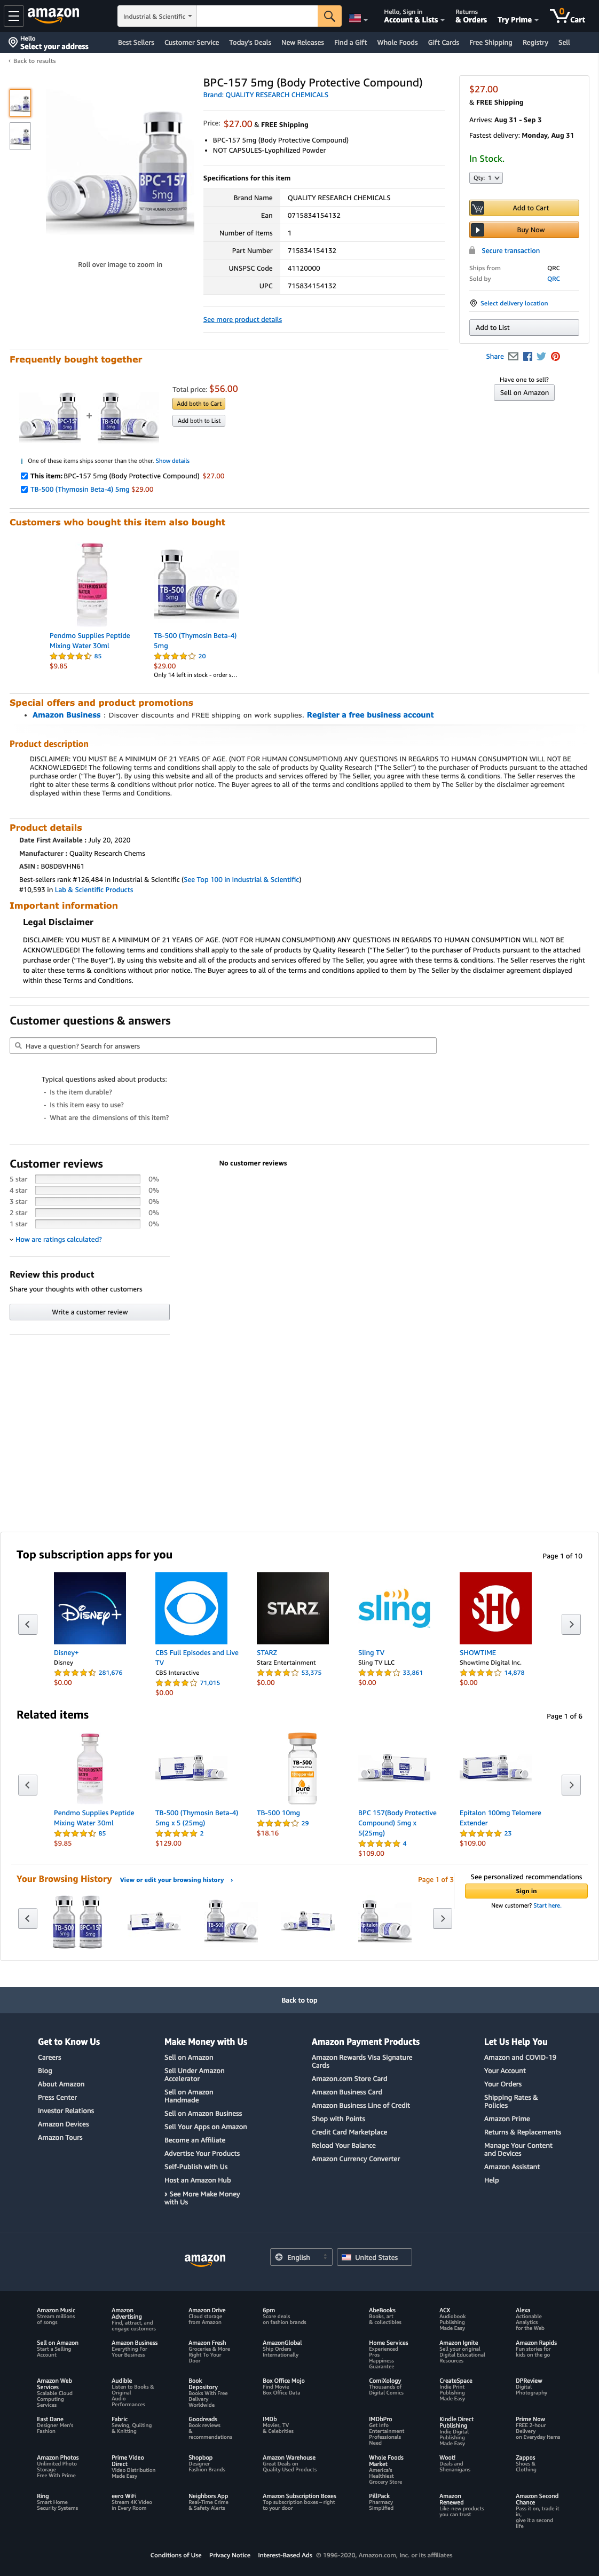 amazon
Industrial & Scientific
Hello, Sign in
Account & Lists
Returns
& Orders
Try Prime
0
Cart
Hello
Select your address
Best Sellers Customer Service Today's Deals New Releases Find a Gift Whole Foods Gift Cards Free Shipping Registry Sell
‹ Back to results
BPC-157 5mg (Body Protective Compound)
Brand: QUALITY RESEARCH CHEMICALS
Price: $27.00 & FREE Shipping
• BPC-157 5mg (Body Protective Compound)
• NOT CAPSULES-Lyophilized Powder
Specifications for this item
Brand Name QUALITY RESEARCH CHEMICALS
Ean 0715834154132
Number of Items 1
Part Number 715834154132
UNSPSC Code 41120000
UPC 715834154132
See more product details
BPC-157
5mg
Roll over image to zoom in
$27.00
& FREE Shipping
Arrives: Aug 31 - Sep 3
Fastest delivery: Monday, Aug 31
In Stock.
Qty: 1
Add to Cart
Buy Now
Secure transaction
Ships from QRC
Sold by QRC
Select delivery location
Add to List
Share
Have one to sell?
Sell on Amazon
Frequently bought together
+
Total price: $56.00
Add both to Cart
Add both to List
i One of these items ships sooner than the other. Show details
This item: BPC-157 5mg (Body Protective Compound) $27.00
TB-500 (Thymosin Beta-4) 5mg $29.00
Customers who bought this item also bought
Pendmo Supplies Peptide
Mixing Water 30ml
85
$9.85
TB-500 (Thymosin Beta-4)
5mg
20
$29.00
Only 14 left in stock - order s…
Special offers and product promotions
• Amazon Business : Discover discounts and FREE shipping on work supplies. Register a free business account
Product description
DISCLAIMER: YOU MUST BE A MINIMUM OF 21 YEARS OF AGE. (NOT FOR HUMAN CONSUMPTION!) ANY QUESTIONS IN REGARDS TO HUMAN CONSUMPTION WILL NOT BE
ACKNOWLEDGED! The following terms and conditions shall apply to the sale of products by Quality Research ("The Seller") to the purchaser of Products pursuant to the attached
purchase order ("The Buyer"). By using this website and all of the products and services offered by The Seller, you agree with these terms & conditions. The Seller reserves the
right to alter these terms & conditions without prior notice. The Buyer agrees to all of the terms and conditions applied to them by The Seller by the disclaimer agreement
displayed within these Terms and Conditions.
Product details
Date First Available : July 20, 2020
Manufacturer : Quality Research Chems
ASIN : B08DBVHN61
Best-sellers rank #126,484 in Industrial & Scientific (See Top 100 in Industrial & Scientific)
#10,593 in Lab & Scientific Products
Important information
Legal Disclaimer
DISCLAIMER: YOU MUST BE A MINIMUM OF 21 YEARS OF AGE. (NOT FOR HUMAN CONSUMPTION!) ANY QUESTIONS IN REGARDS TO HUMAN CONSUMPTION WILL NOT BE
ACKNOWLEDGED! The following terms and conditions shall apply to the sale of products by Quality Research ("The Seller") to the purchaser of Products pursuant to the attached
purchase order ("The Buyer"). By using this website and all of the products and services offered by The Seller, you agree with these terms & conditions. The Seller reserves the right
to alter these terms & conditions without prior notice. The Buyer agrees to all of the terms and conditions applied to them by The Seller by the disclaimer agreement displayed within
these Terms and Conditions.
Customer questions & answers
Have a question? Search for answers
Typical questions asked about products:
- Is the item durable?
- Is this item easy to use?
- What are the dimensions of this item?
Customer reviews
5 star 0%
4 star 0%
3 star 0%
2 star 0%
1 star 0%
How are ratings calculated?
No customer reviews
Review this product
Share your thoughts with other customers
Write a customer review
Top subscription apps for you
Page 1 of 10
Disney+
STARZ
sling
SHO
Disney+
Disney
281,676
$0.00
CBS Full Episodes and Live
TV
CBS Interactive
71,015
$0.00
STARZ
Starz Entertainment
53,375
$0.00
Sling TV
Sling TV LLC
33,861
$0.00
SHOWTIME
Showtime Digital Inc.
14,878
$0.00
Related items
Page 1 of 6
Pendmo Supplies Peptide
Mixing Water 30ml
85
$9.85
TB-500 (Thymosin Beta-4)
5mg x 5 (25mg)
2
$129.00
TB-500 10mg
29
$18.16
BPC 157(Body Protective
Compound) 5mg x
5(25mg)
4
$109.00
Epitalon 100mg Telomere
Extender
23
$109.00
Your Browsing History View or edit your browsing history ›
Page 1 of 3
See personalized recommendations
Sign in
New customer? Start here.
Back to top
Get to Know Us
Careers
Blog
About Amazon
Press Center
Investor Relations
Amazon Devices
Amazon Tours
Make Money with Us
Sell on Amazon
Sell Under Amazon
Accelerator
Sell on Amazon
Handmade
Sell on Amazon Business
Sell Your Apps on Amazon
Become an Affiliate
Advertise Your Products
Self-Publish with Us
Host an Amazon Hub
› See More Make Money
with Us
Amazon Payment Products
Amazon Rewards Visa Signature
Cards
Amazon.com Store Card
Amazon Business Card
Amazon Business Line of Credit
Shop with Points
Credit Card Marketplace
Reload Your Balance
Amazon Currency Converter
Let Us Help You
Amazon and COVID-19
Your Account
Your Orders
Shipping Rates &
Policies
Amazon Prime
Returns & Replacements
Manage Your Content
and Devices
Amazon Assistant
Help
amazon
English
United States
Amazon Music
Stream millions
of songs
Amazon
Advertising
Find, attract, and
engage customers
Amazon Drive
Cloud storage
from Amazon
6pm
Score deals
on fashion brands
AbeBooks
Books, art
& collectibles
ACX
Audiobook
Publishing
Made Easy
Alexa
Actionable
Analytics
for the Web
Sell on Amazon
Start a Selling
Account
Amazon Business
Everything For
Your Business
Amazon Fresh
Groceries & More
Right To Your
Door
AmazonGlobal
Ship Orders
Internationally
Home Services
Experienced
Pros
Happiness
Guarantee
Amazon Ignite
Sell your original
Digital Educational
Resources
Amazon Rapids
Fun stories for
kids on the go
Amazon Web
Services
Scalable Cloud
Computing
Services
Audible
Listen to Books &
Original
Audio
Performances
Book
Depository
Books With Free
Delivery
Worldwide
Box Office Mojo
Find Movie
Box Office Data
ComiXology
Thousands of
Digital Comics
CreateSpace
Indie Print
Publishing
Made Easy
DPReview
Digital
Photography
East Dane
Designer Men's
Fashion
Fabric
Sewing, Quilting
& Knitting
Goodreads
Book reviews
&
recommendations
IMDb
Movies, TV
& Celebrities
IMDbPro
Get Info
Entertainment
Professionals
Need
Kindle Direct
Publishing
Indie Digital
Publishing
Made Easy
Prime Now
FREE 2-hour
Delivery
on Everyday Items
Amazon Photos
Unlimited Photo
Storage
Free With Prime
Prime Video
Direct
Video Distribution
Made Easy
Shopbop
Designer
Fashion Brands
Amazon Warehouse
Great Deals on
Quality Used Products
Whole Foods
Market
America's
Healthiest
Grocery Store
Woot!
Deals and
Shenanigans
Zappos
Shoes &
Clothing
Ring
Smart Home
Security Systems
eero WiFi
Stream 4K Video
in Every Room
Neighbors App
Real-Time Crime
& Safety Alerts
Amazon Subscription Boxes
Top subscription boxes – right
to your door
PillPack
Pharmacy
Simplified
Amazon
Renewed
Like-new products
you can trust
Amazon Second
Chance
Pass it on, trade it
in,
give it a second
life
Conditions of Use Privacy Notice Interest-Based Ads © 1996-2020, Amazon.com, Inc. or its affiliates